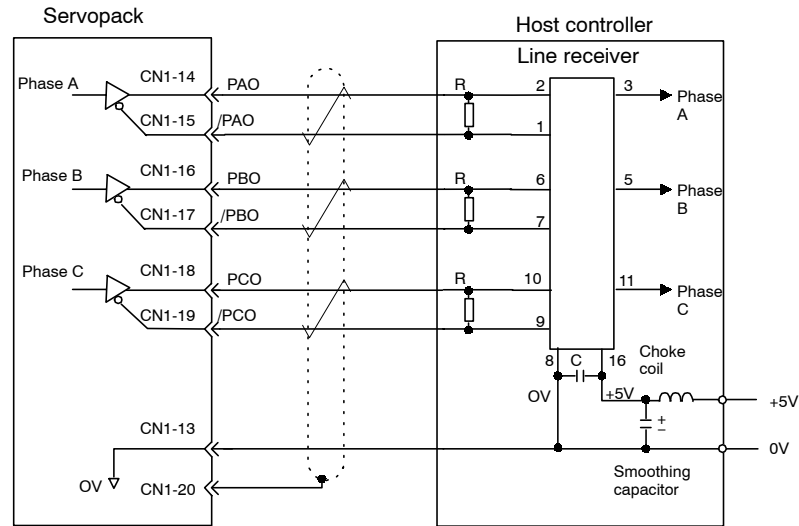 Servopack
Host controller
Line receiver
Phase A
CN1-14
PAO
R
2
3
Phase
A
CN1-15
/PAO
1
Phase B
CN1-16
PBO
R
6
5
Phase
B
CN1-17
/PBO
7
Phase C
CN1-18
PCO
R
10
11
Phase
C
CN1-19
/PCO
9
8
C
16
Choke
coil
OV
+5V
+5V
+
−
CN1-13
0V
OV
CN1-20
Smoothing
capacitor